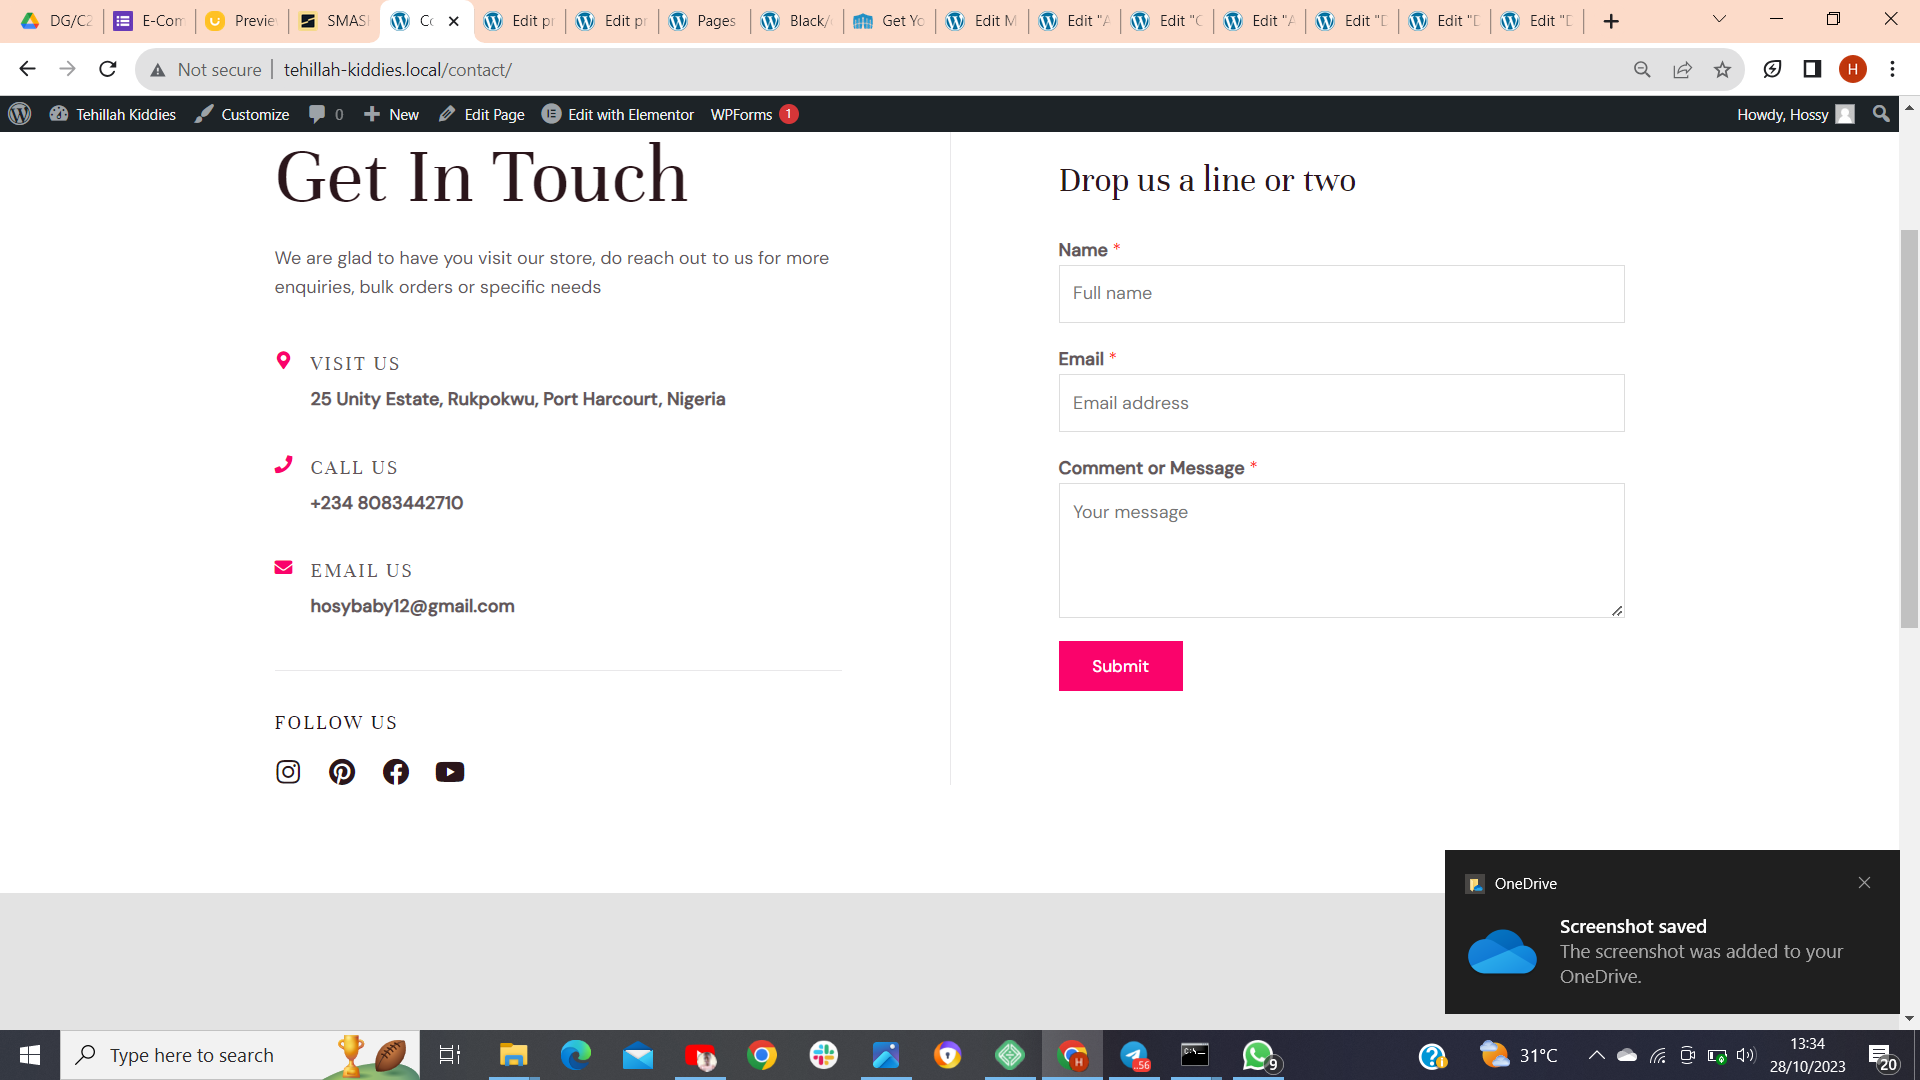 DG/C2
E-Com
Preview
SMAS
Co
Edit pr
Edit pr
Pages
Black/
Get Yo
Edit M
Edit "A
Edit "C
Edit "A
Edit "D
Edit "D
Edit "D
Not secure
tehillah-kiddies.local/contact/
H
Tehillah Kiddies
Customize
0
New
Edit Page
Edit with Elementor
WPForms 1
Howdy, Hossy
Get In Touch
We are glad to have you visit our store, do reach out to us for more
enquiries, bulk orders or specific needs
VISIT US
25 Unity Estate, Rukpokwu, Port Harcourt, Nigeria
CALL US
+234 8083442710
EMAIL US
hosybaby12@gmail.com
FOLLOW US
Drop us a line or two
Name *
Full name
Email *
Email address
Comment or Message *
Your message
Submit
OneDrive
Screenshot saved
The screenshot was added to your
OneDrive.
Type here to search
H
..56
9
31°C
13:34
28/10/2023
20